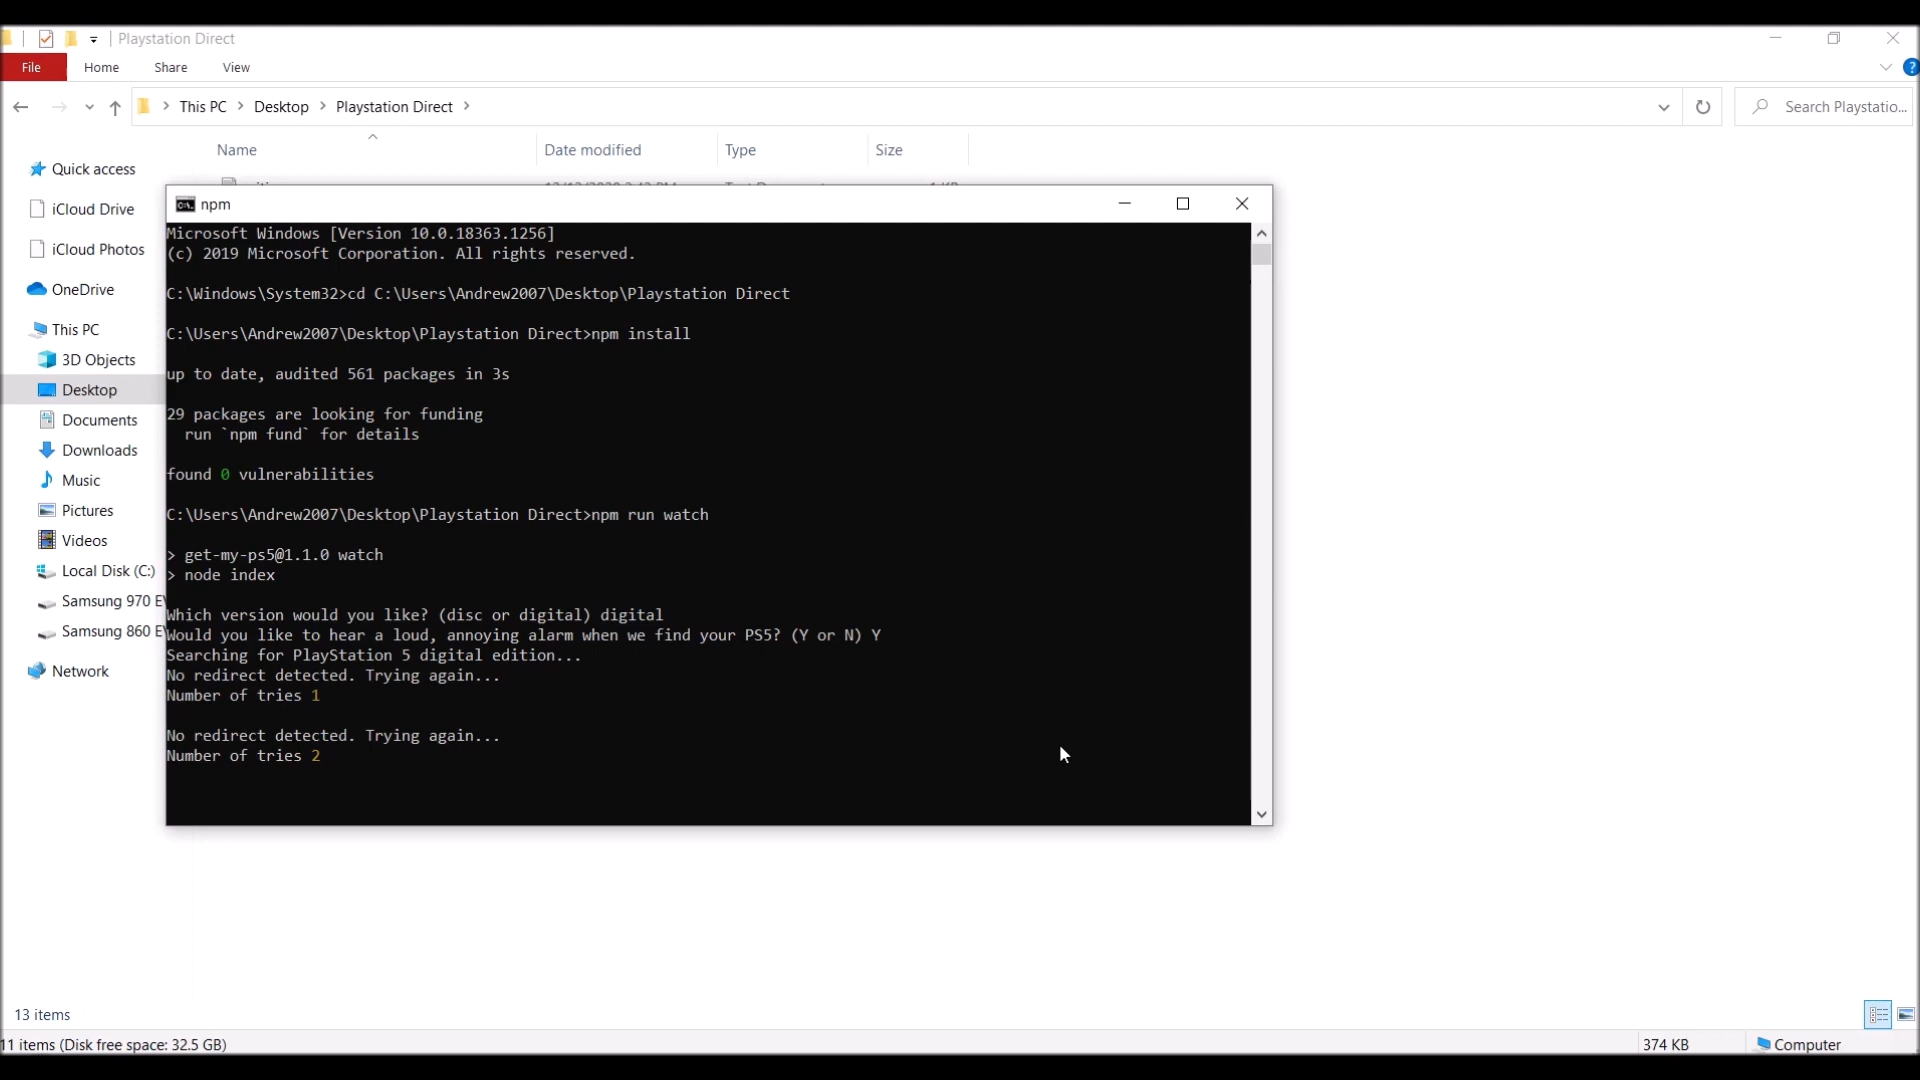 Playstation Direct
File
Home
Share
View
This PC
Desktop
Playstation Direct
Search Playstatio...
Name
Date modified
Type
Size
Quick access
iCloud Drive
iCloud Photos
OneDrive
This PC
3D Objects
Desktop
Documents
Downloads
Music
Pictures
Videos
Local Disk (C:)
Samsung 970 E
Samsung 860 E
Network
npm
Microsoft Windows [Version 10.0.18363.1256]
(c) 2019 Microsoft Corporation. All rights reserved.
C:\Windows\System32>cd C:\Users\Andrew2007\Desktop\Playstation Direct
C:\Users\Andrew2007\Desktop\Playstation Direct>npm install
up to date, audited 561 packages in 3s
29 packages are looking for funding
run `npm fund` for details
found 0 vulnerabilities
C:\Users\Andrew2007\Desktop\Playstation Direct>npm run watch
> get-my-ps5@1.1.0 watch
> node index
Which version would you like? (disc or digital) digital
Would you like to hear a loud, annoying alarm when we find your PS5? (Y or N) Y
Searching for PlayStation 5 digital edition...
No redirect detected. Trying again...
Number of tries 1
No redirect detected. Trying again...
Number of tries 2
13 items
11 items (Disk free space: 32.5 GB)
374 KB
Computer